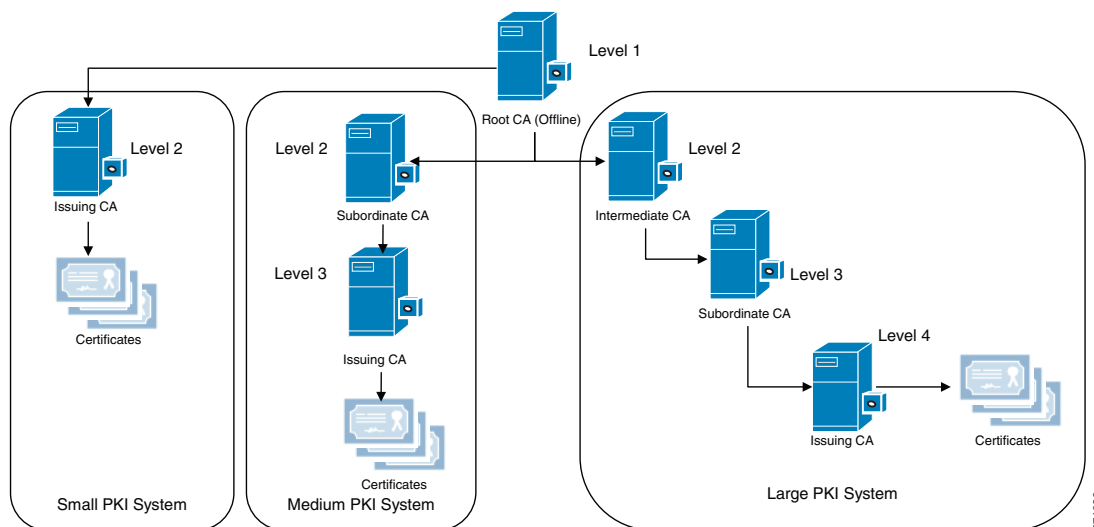 Level 1
Root CA (Offline)
Level 2
Issuing CA
Certificates
Small PKI System
Level 2
Subordinate CA
Level 3
Issuing CA
Certificates
Medium PKI System
Level 2
Intermediate CA
Level 3
Subordinate CA
Level 4
Issuing CA
Certificates
Large PKI System